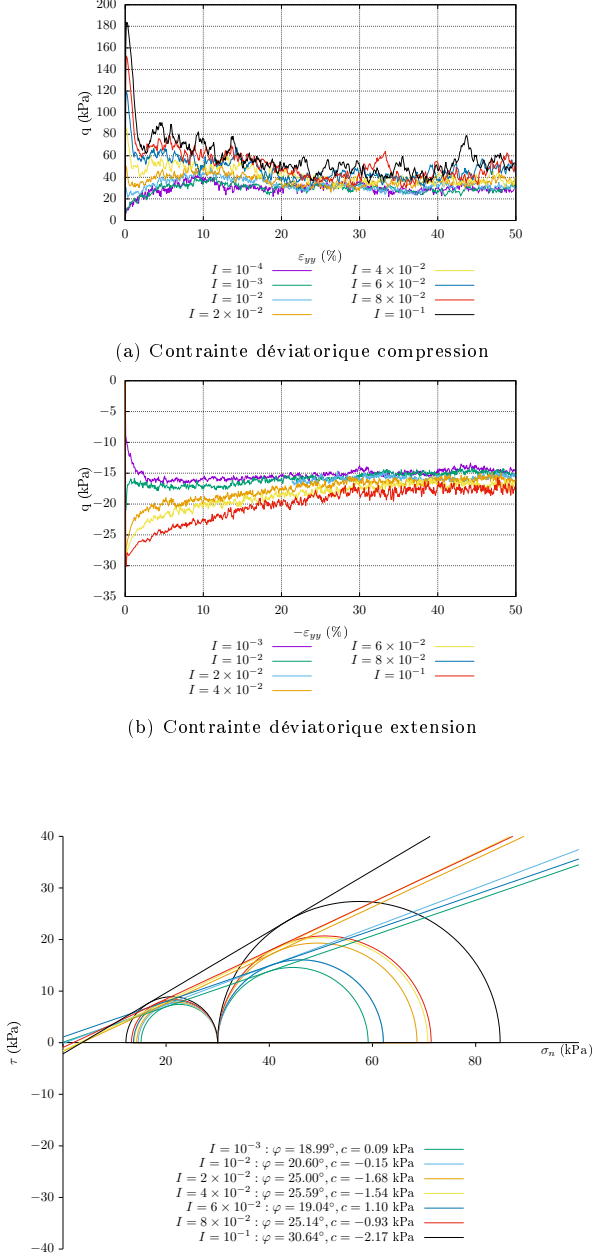 200
180
160
140
120
100
80
60
40
20
0
q (kPa)
0 10 20 30 40 50
ε_yy (%)
I = 10⁻⁴
I = 10⁻³
I = 10⁻²
I = 2 × 10⁻²
I = 4 × 10⁻²
I = 6 × 10⁻²
I = 8 × 10⁻²
I = 10⁻¹
(a) Contrainte déviatorique compression
0
−5
−10
−15
−20
−25
−30
−35
q (kPa)
0 10 20 30 40 50
−ε_yy (%)
I = 10⁻³
I = 10⁻²
I = 2 × 10⁻²
I = 4 × 10⁻²
I = 6 × 10⁻²
I = 8 × 10⁻²
I = 10⁻¹
(b) Contrainte déviatorique extension
40
30
20
10
0
−10
−20
−30
−40
τ (kPa)
20 40 60 80
σ_n (kPa)
I = 10⁻³ : φ = 18.99°, c = 0.09 kPa
I = 10⁻² : φ = 20.60°, c = −0.15 kPa
I = 2 × 10⁻² : φ = 25.00°, c = −1.68 kPa
I = 4 × 10⁻² : φ = 25.59°, c = −1.54 kPa
I = 6 × 10⁻² : φ = 19.04°, c = 1.10 kPa
I = 8 × 10⁻² : φ = 25.14°, c = −0.93 kPa
I = 10⁻¹ : φ = 30.64°, c = −2.17 kPa